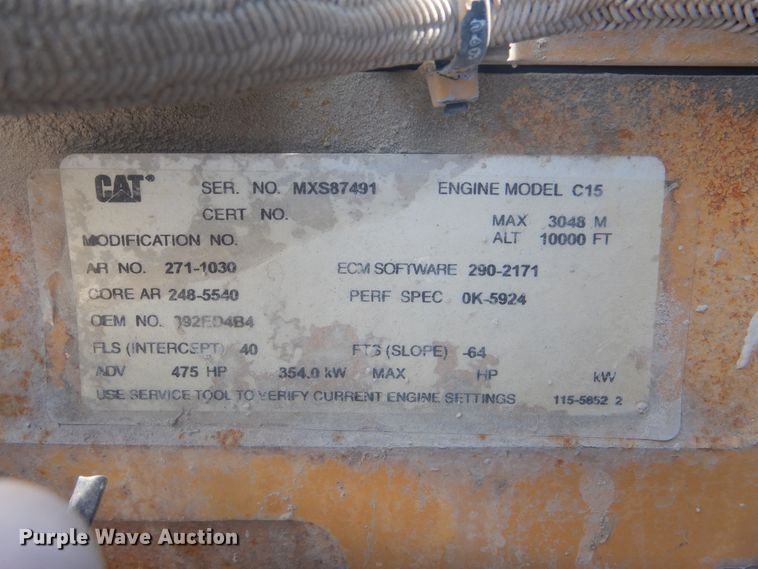 CAT® SER. NO. MXS87491 ENGINE MODEL C15
CERT NO. MAX 3048 M
MODIFICATION NO. ALT 10000 FT
AR NO. 271-1030 ECM SOFTWARE 290-2171
CORE AR 248-5540 PERF SPEC 0K-5924
OEM NO.
FLS (INTERCEPT) 40 FTS (SLOPE) -64
ADV 475 HP 354.0 kW MAX HP kW
USE SERVICE TOOL TO VERIFY CURRENT ENGINE SETTINGS 115-5852 2
Purple Wave Auction